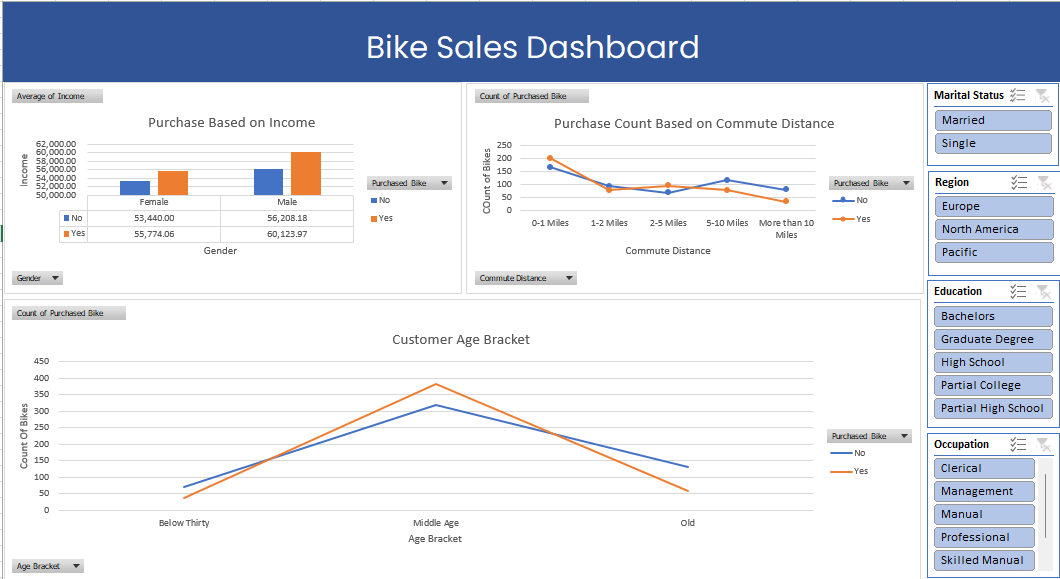 Bike Sales Dashboard
Average of Income
Purchase Based on Income
62,000.00
60,000.00
58,000.00
56,000.00
54,000.00
52,000.00
50,000.00
Income
Female Male
No 53,440.00 56,208.18
Yes 55,774.06 60,123.97
Gender
Purchased Bike
No
Yes
Gender
Count of Purchased Bike
Purchase Count Based on Commute Distance
250
200
150
100
50
0
COunt of Bikes
0-1 Miles 1-2 Miles 2-5 Miles 5-10 Miles More than 10
Miles
Commute Distance
Purchased Bike
No
Yes
Commute Distance
Count of Purchased Bike
Customer Age Bracket
450
400
350
300
250
200
150
100
50
0
Count Of Bikes
Below Thirty Middle Age Old
Age Bracket
Purchased Bike
No
Yes
Age Bracket
Marital Status
Married
Single
Region
Europe
North America
Pacific
Education
Bachelors
Graduate Degree
High School
Partial College
Partial High School
Occupation
Clerical
Management
Manual
Professional
Skilled Manual